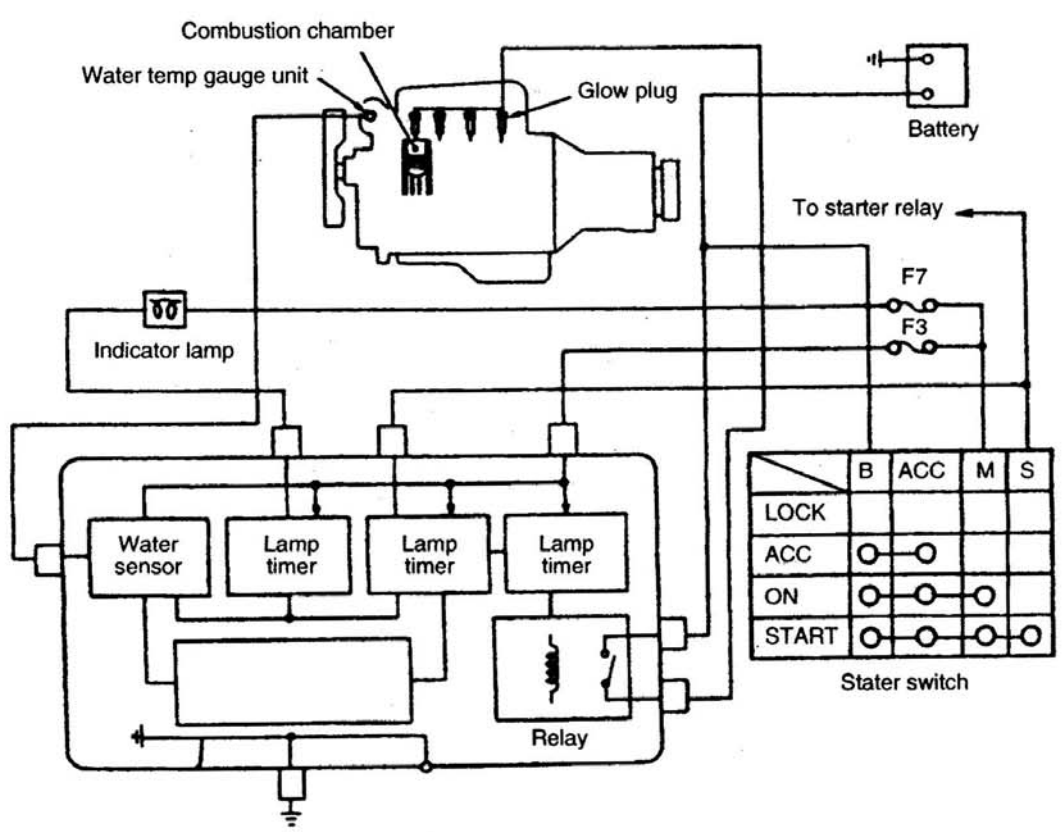 Combustion chamber
Water temp gauge unit
Glow plug
Battery
To starter relay
F7
F3
Indicator lamp
B ACC M S
LOCK
ACC
ON
START
Stater switch
Water
sensor
Lamp
timer
Lamp
timer
Lamp
timer
Relay